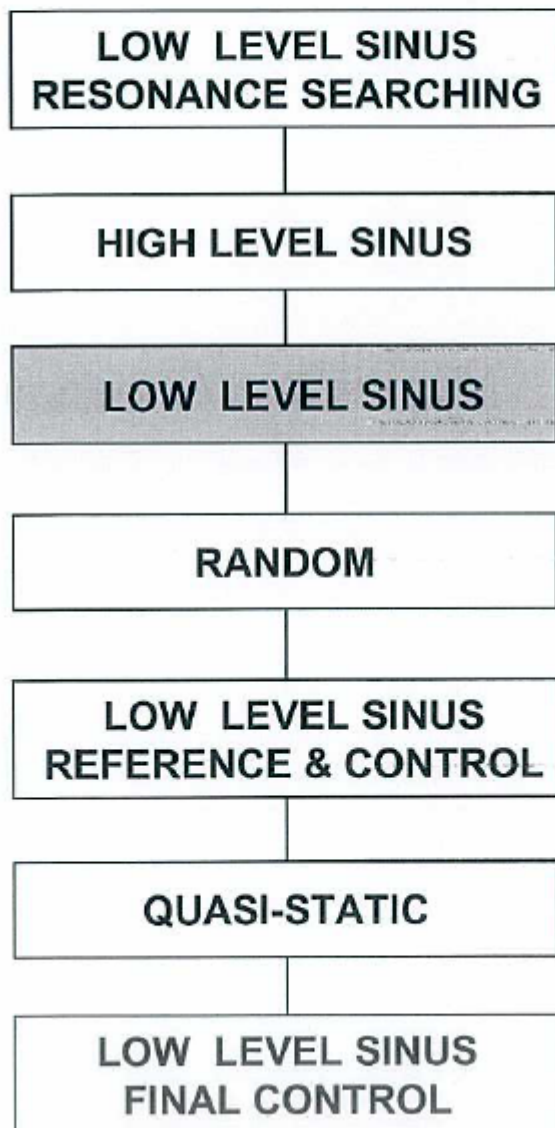 LOW LEVEL SINUS
RESONANCE SEARCHING
HIGH LEVEL SINUS
LOW LEVEL SINUS
RANDOM
LOW LEVEL SINUS
REFERENCE & CONTROL
QUASI-STATIC
LOW LEVEL SINUS
FINAL CONTROL